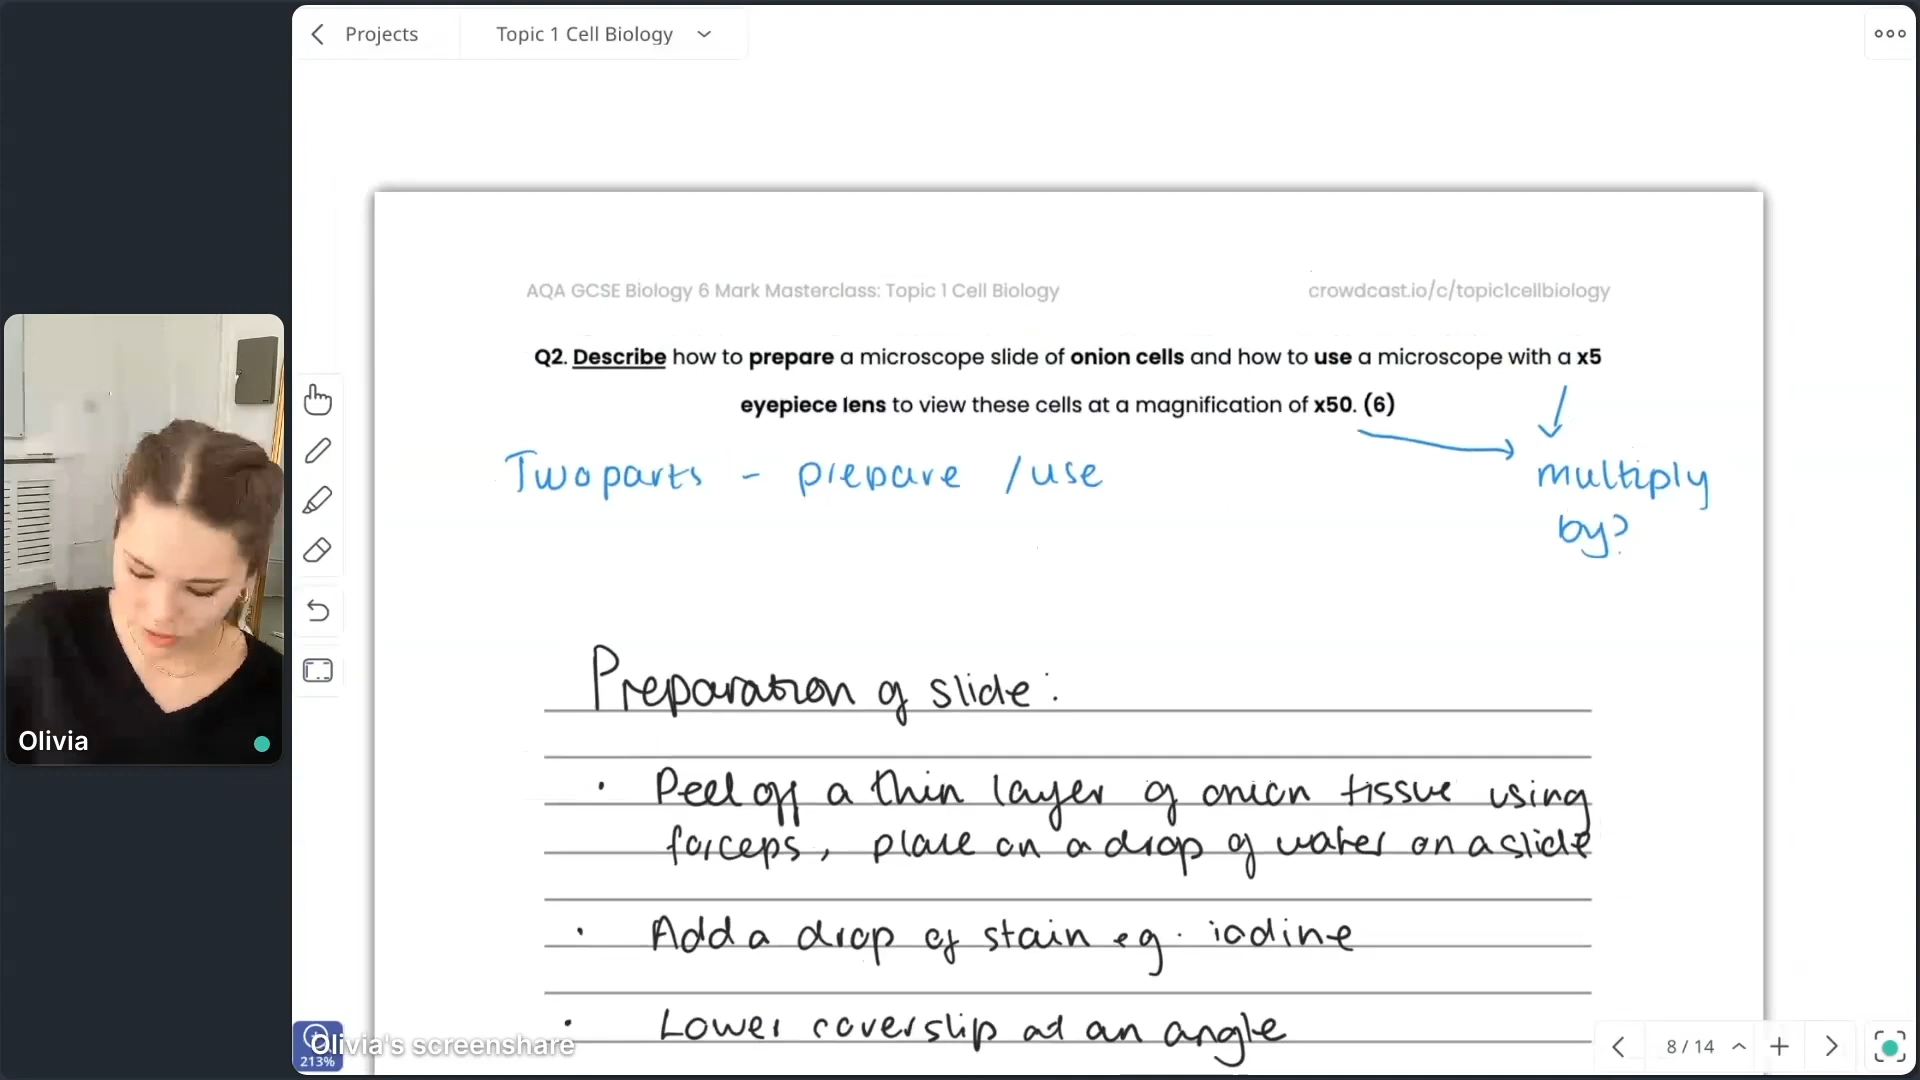 Projects
Topic 1 Cell Biology
AQA GCSE Biology 6 Mark Masterclass: Topic 1 Cell Biology
crowdcast.io/c/topic1cellbiology
Q2. Describe how to prepare a microscope slide of onion cells and how to use a microscope with a x5
eyepiece lens to view these cells at a magnification of x50. (6)
Two parts - prepare / use
multiply
by?
Preparation of slide:
• Peel off a thin layer of onion tissue using
forceps, place on a drop of water on a slide
• Add a drop of stain eg. iodine
• Lower coverslip at an angle
Olivia
Olivia's screenshare
213%
8 / 14